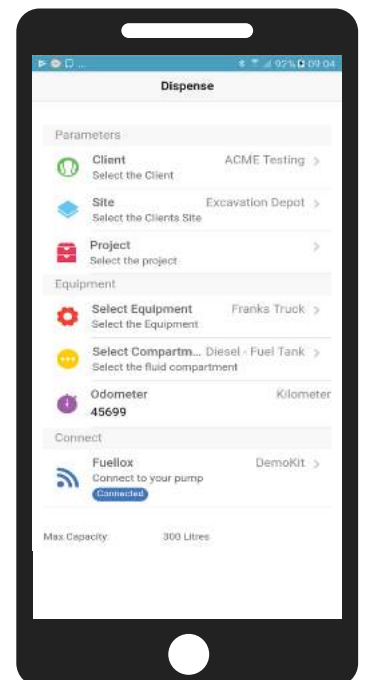 ... 92% 09:04
Dispense
Parameters
Client ACME Testing >
Select the Client
Site Excavation Depot >
Select the Clients Site
Project >
Select the project
Equipment
Select Equipment Franks Truck >
Select the Equipment
Select Compartm... Diesel - Fuel Tank >
Select the fluid compartment
Odometer Kilometer
45699
Connect
Fuellox DemoKit >
Connect to your pump
Connected
Max Capacity: 300 Litres